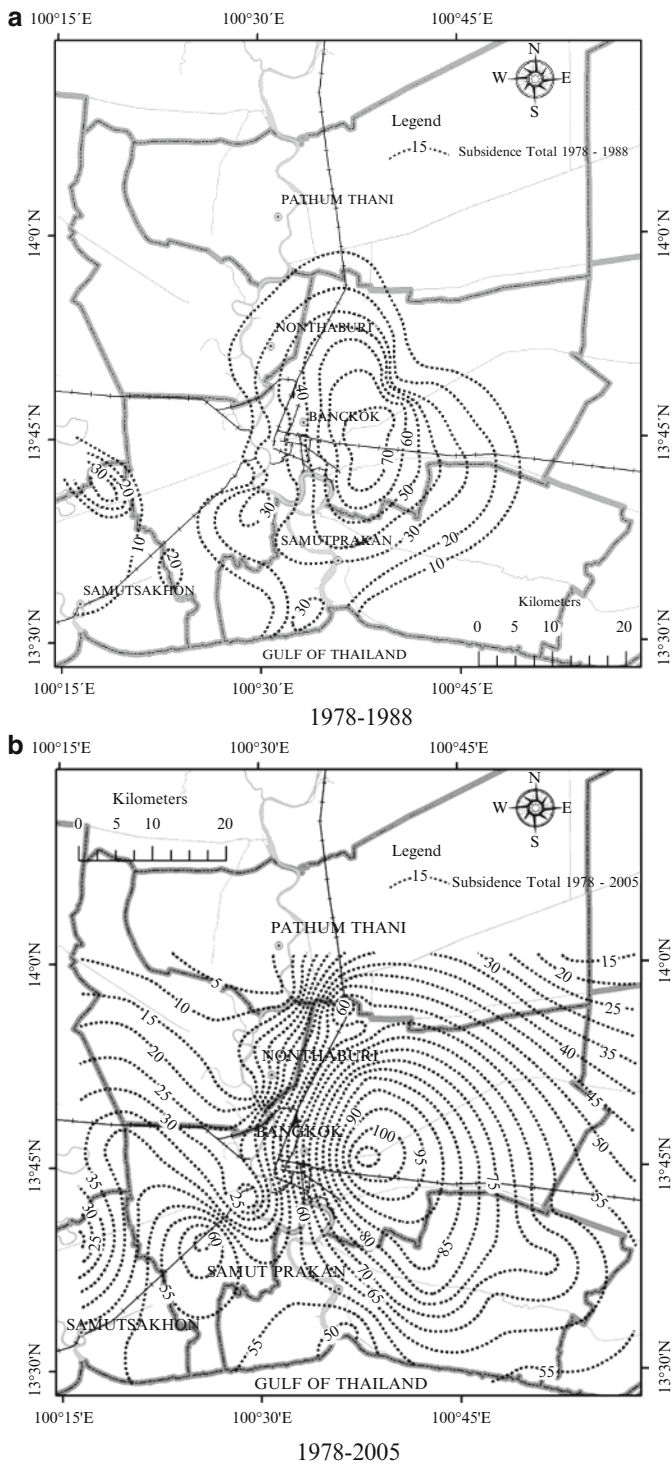 a
100°15′E 100°30′E 100°45′E
N
W E
S
Legend
15 Subsidence Total 1978 - 1988
PATHUM THANI
14°0′N 14°0′N
NONTHABURI
40
BANGKOK
60
13°45′N 13°45′N
70
30
20
50
30
SAMUTPRAKAN
30
20
10
10
20
SAMUTSAKHON
30
Kilometers
0 5 10 20
13°30′N 13°30′N
GULF OF THAILAND
100°15′E 100°30′E 100°45′E
1978-1988
b
100°15′E 100°30′E 100°45′E
Kilometers
0 5 10 20
N
W E
S
Legend
15 Subsidence Total 1978 - 2005
PATHUM THANI
14°0′N 14°0′N
5
30
20
15
10
25
60
15
40
35
20
NONTHABURI
25
45
30
90
BANGKOK
100
50
95
13°45′N 13°45′N
35
75
25
55
30
60
25
60
80
85
SAMUT PRAKAN
70
55
65
SAMUTSAKHON
50
55
55
13°30′N 13°30′N
GULF OF THAILAND
100°15′E 100°30′E 100°45′E
1978-2005